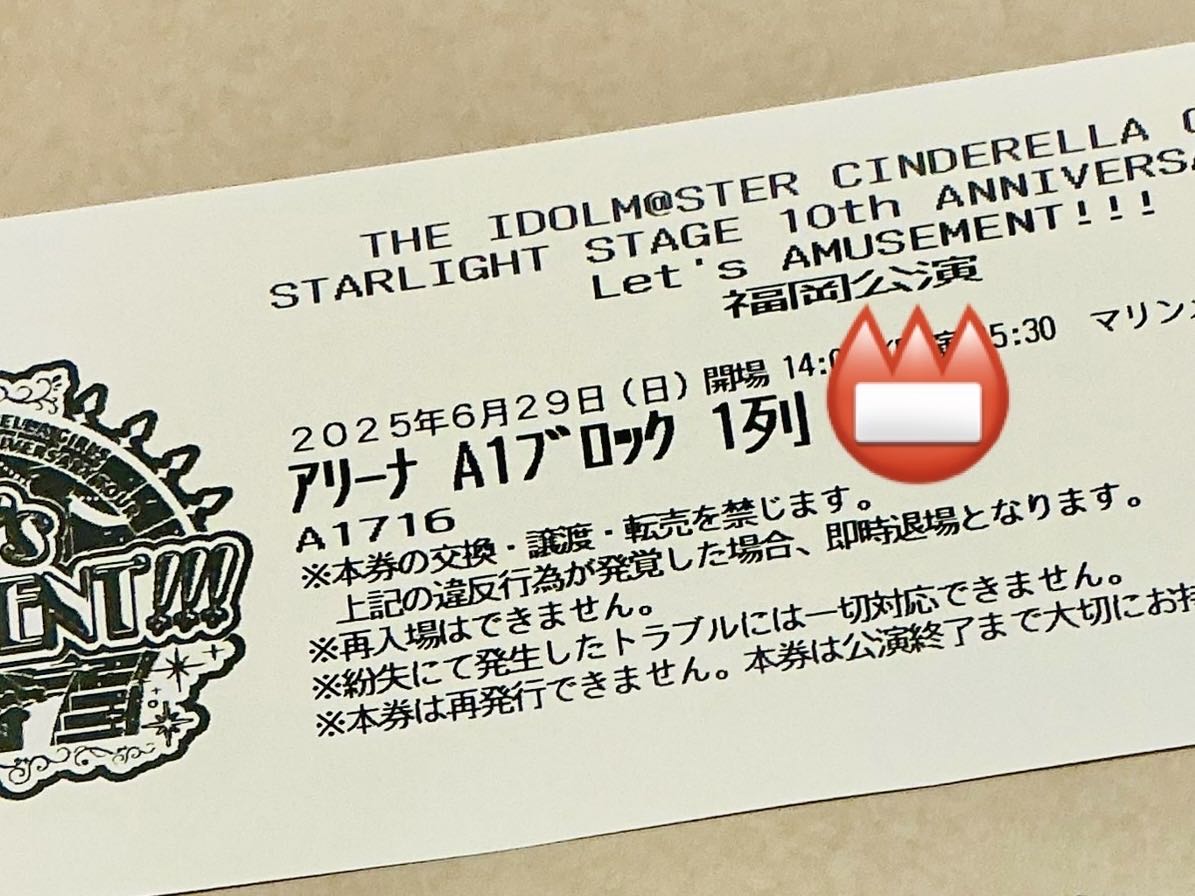 THE IDOLM@STER CINDERELLA
STARLIGHT STAGE 10th ANNIVERSA
Let's AMUSEMENT!!!
福岡公演
2025年6月29日(日) 開場 14:0 5:30 マリン
アリーナ A1ブロック 1列
A1716
※本券の交換・譲渡・転売を禁じます。
上記の違反行為が発覚した場合、即時退場となります。
※再入場はできません。
※紛失にて発生したトラブルには一切対応できません。
※本券は再発行できません。本券は公演終了まで大切にお持
TOUR
's
MENT!!!